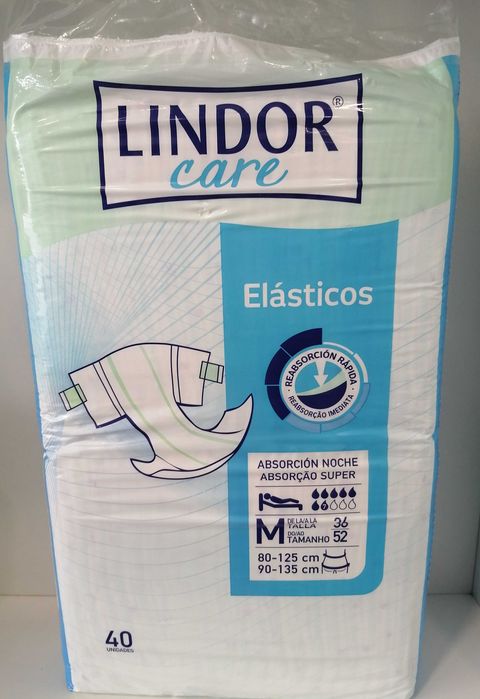 LINDOR®
care
Elásticos
REABSORCIÓN RÁPIDA
REABSORÇÃO IMEDIATA
ABSORCIÓN NOCHE
ABSORÇÃO SUPER
M DE LA/A LA TALLA 36
DO/AO TAMANHO 52
80-125 cm
90-135 cm
40
UNIDADES